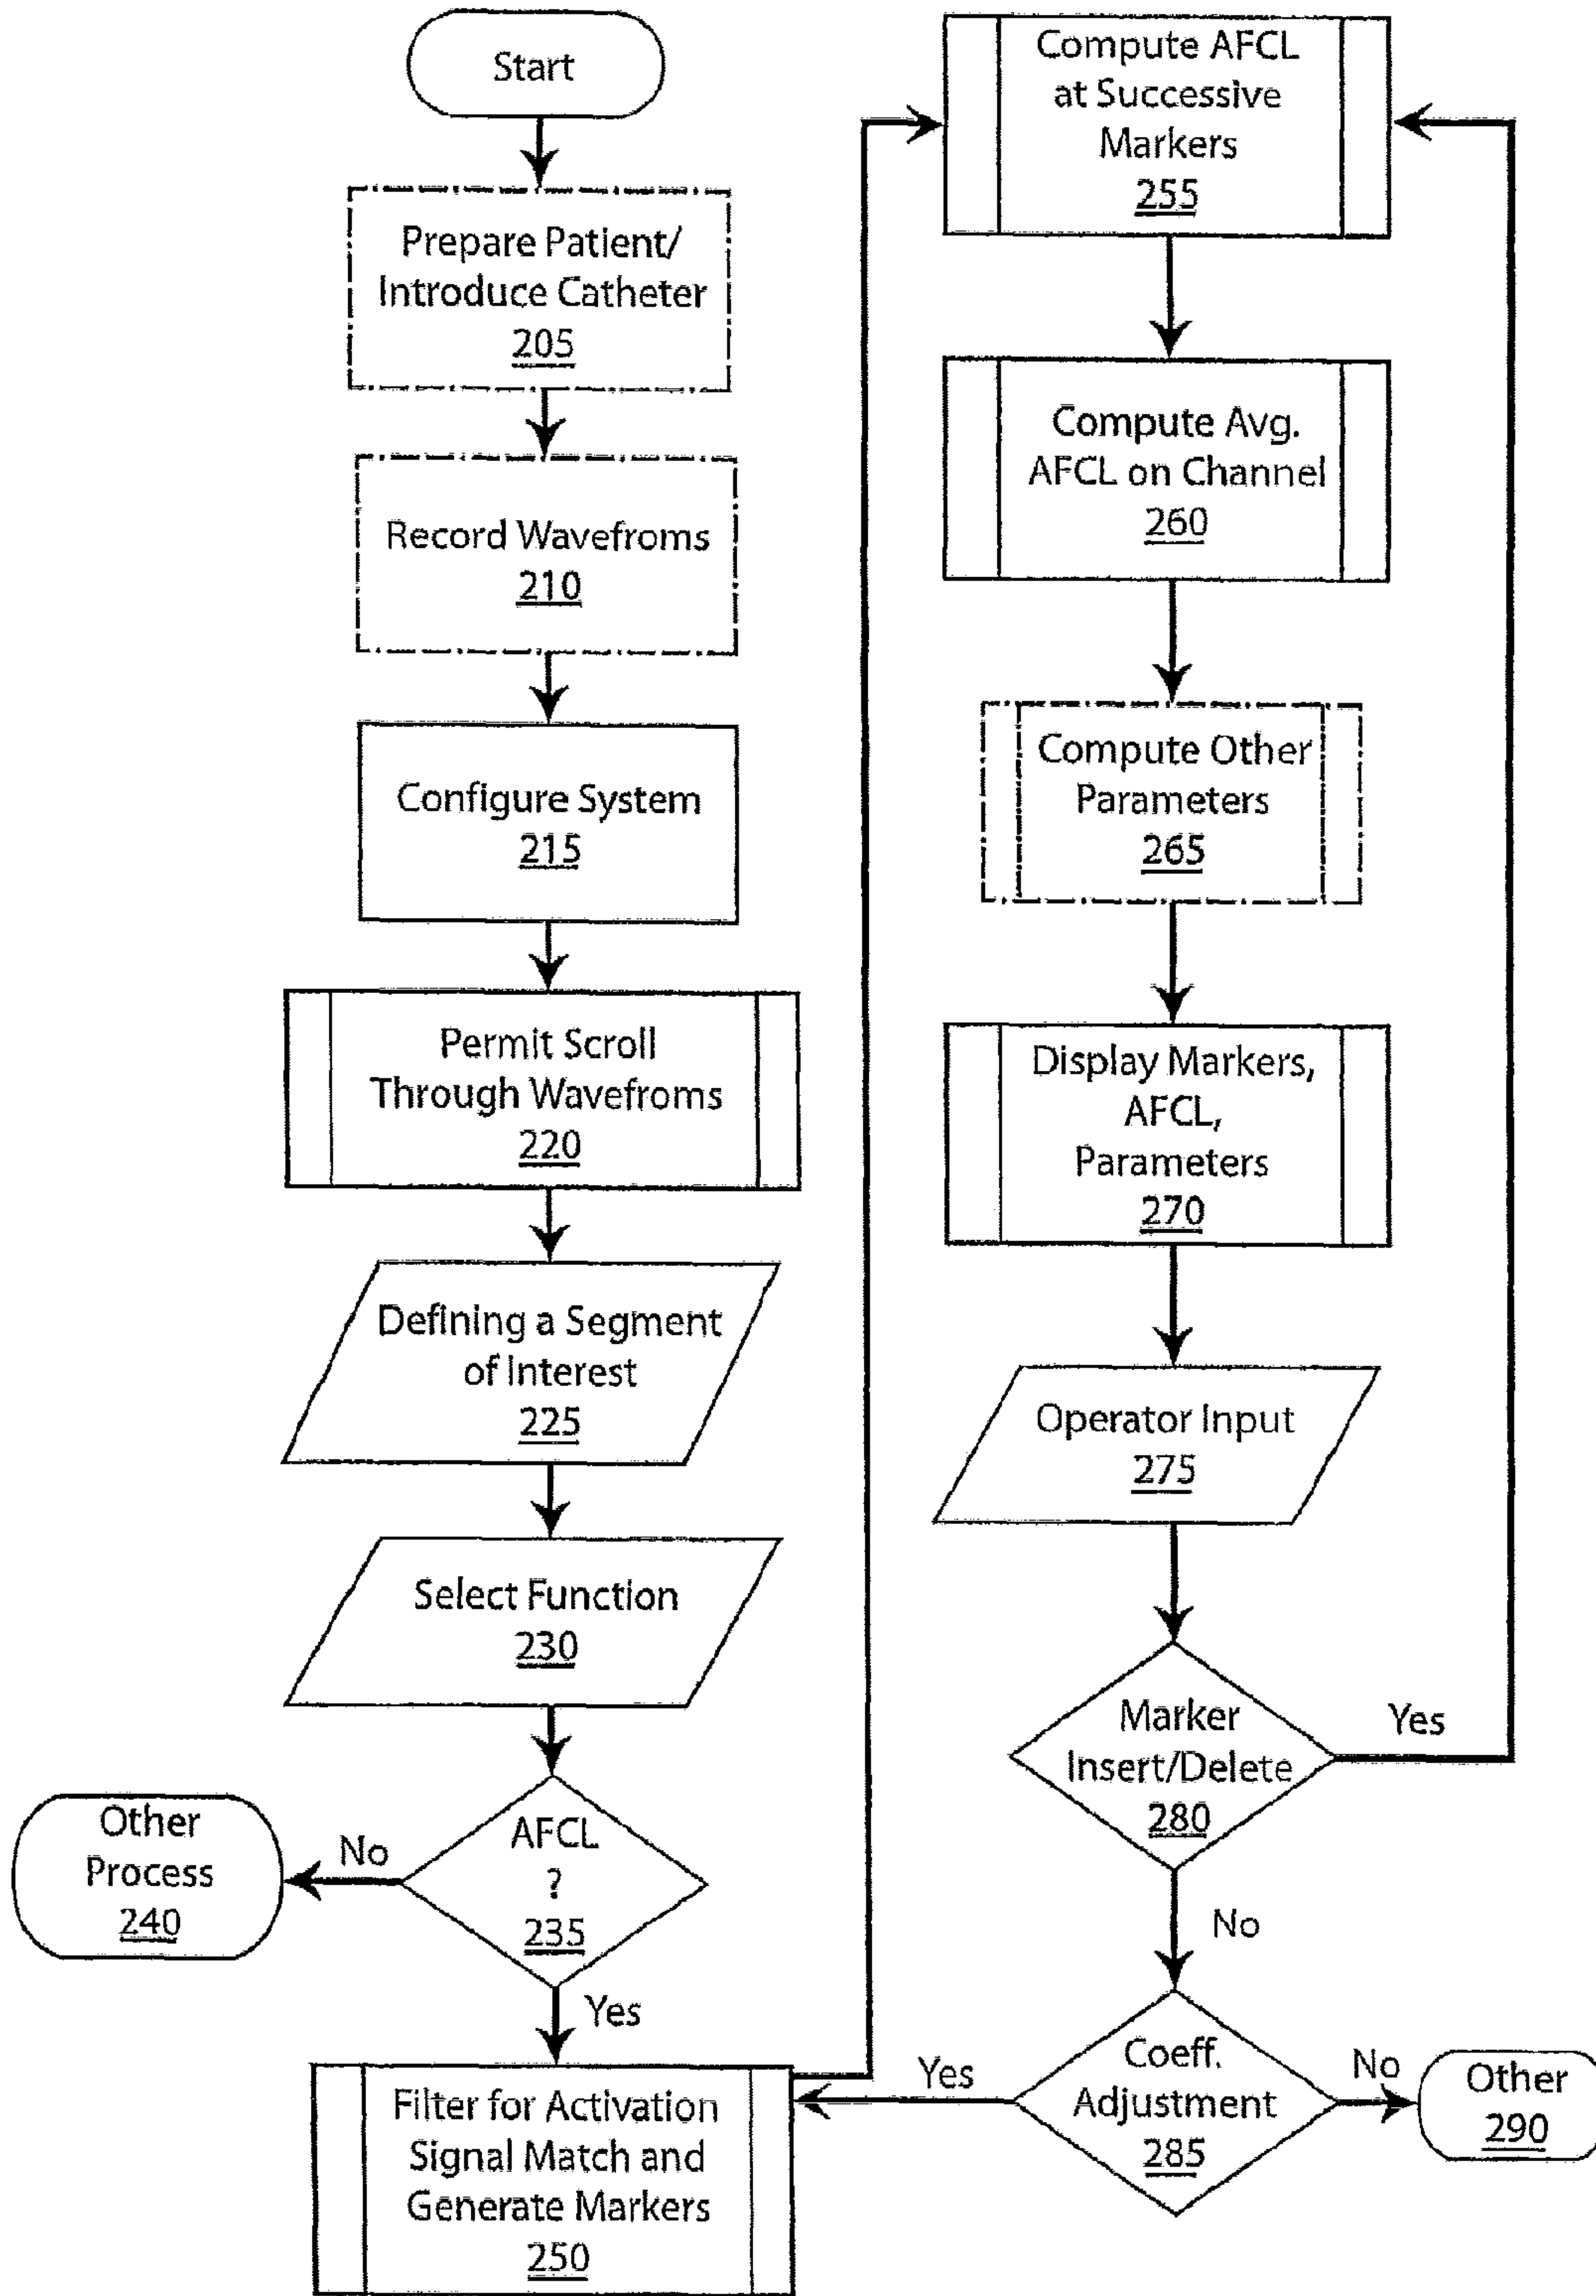 Start
Prepare Patient/
Introduce Catheter
205
Record Wavefroms
210
Configure System
215
Permit Scroll
Through Wavefroms
220
Defining a Segment
of Interest
225
Select Function
230
AFCL
?
235
No
Other
Process
240
Yes
Filter for Activation
Signal Match and
Generate Markers
250
Compute AFCL
at Successive
Markers
255
Compute Avg.
AFCL on Channel
260
Compute Other
Parameters
265
Display Markers,
AFCL,
Parameters
270
Operator Input
275
Marker
Insert/Delete
280
Yes
No
Coeff.
Adjustment
285
Yes
No
Other
290